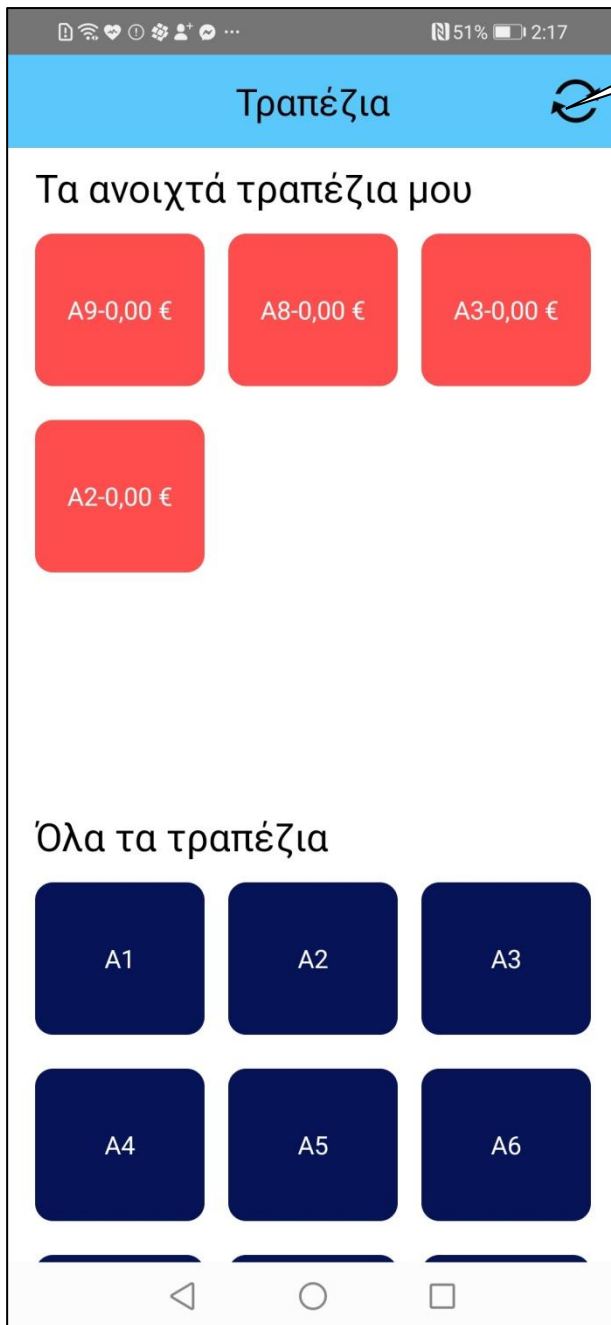 51% 2:17
Τραπέζια
Τα ανοιχτά τραπέζια μου
A9-0,00 € A8-0,00 € A3-0,00 €
A2-0,00 €
Όλα τα τραπέζια
A1 A2 A3
A4 A5 A6